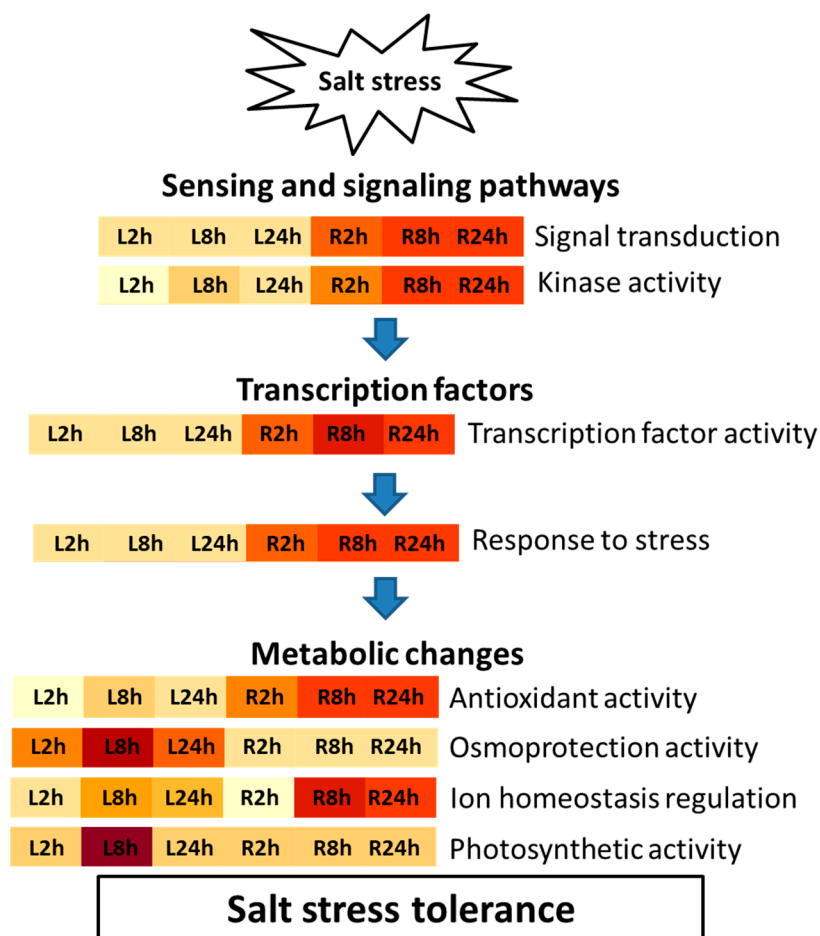 Salt stress
Sensing and signaling pathways
L2h L8h L24h R2h R8h R24h Signal transduction
L2h L8h L24h R2h R8h R24h Kinase activity
Transcription factors
L2h L8h L24h R2h R8h R24h Transcription factor activity
L2h L8h L24h R2h R8h R24h Response to stress
Metabolic changes
L2h L8h L24h R2h R8h R24h Antioxidant activity
L2h L8h L24h R2h R8h R24h Osmoprotection activity
L2h L8h L24h R2h R8h R24h Ion homeostasis regulation
L2h L8h L24h R2h R8h R24h Photosynthetic activity
Salt stress tolerance